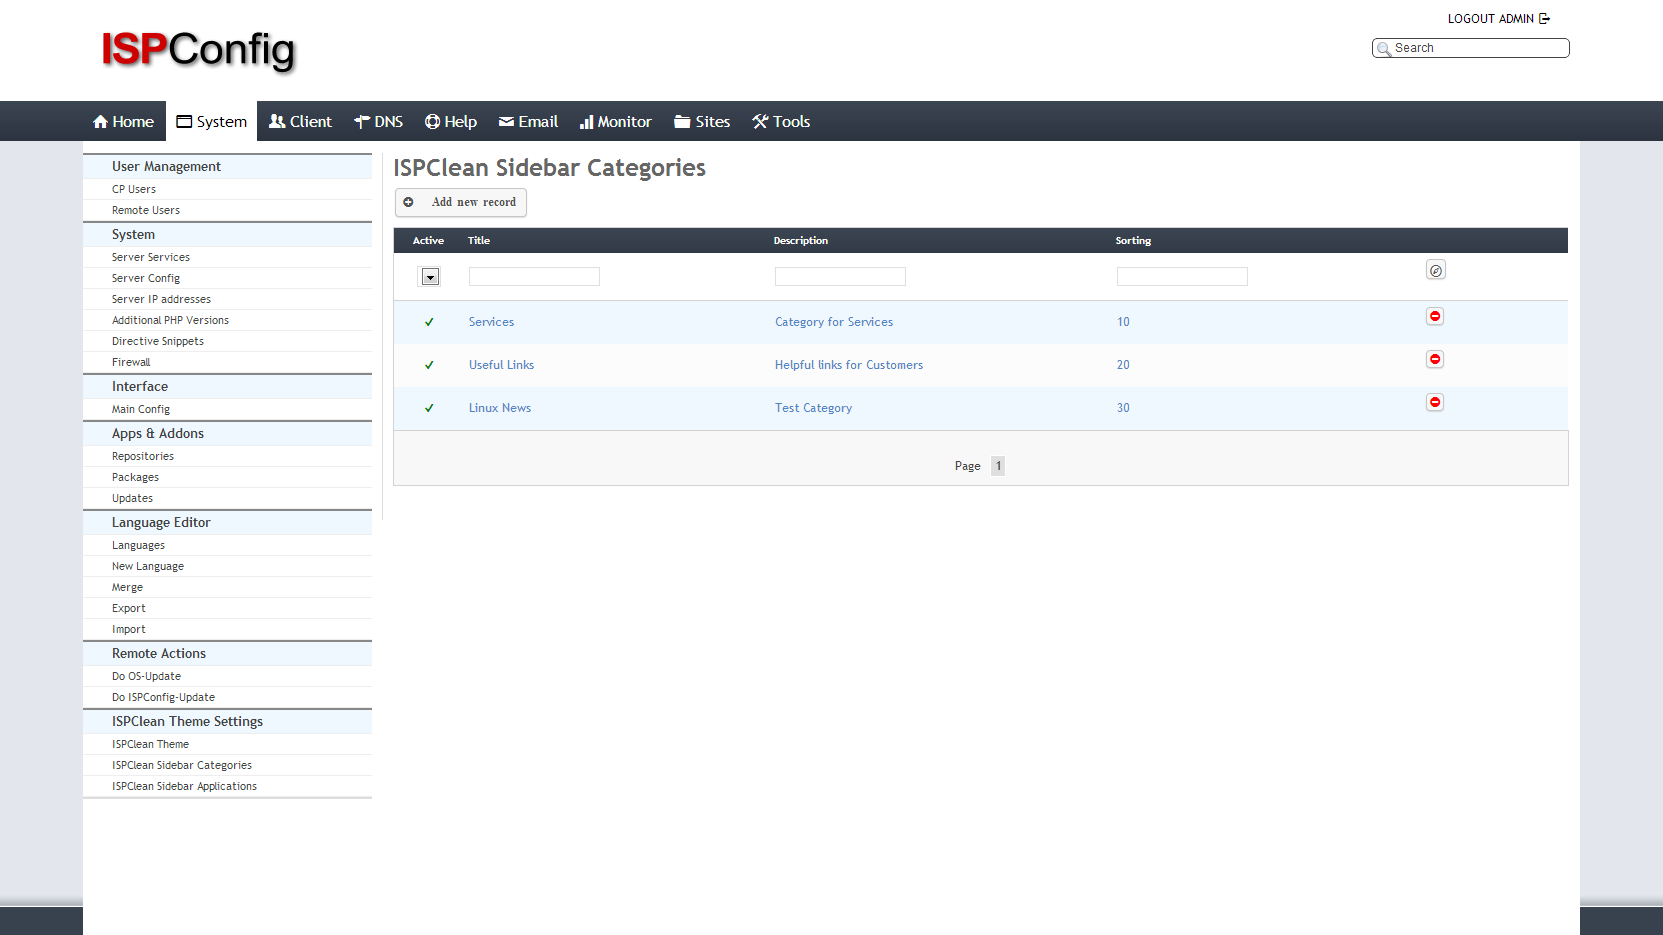 LOGOUT ADMIN
ISPConfig
Search
Home System Client DNS Help Email Monitor Sites Tools
User Management
CP Users
Remote Users
System
Server Services
Server Config
Server IP addresses
Additional PHP Versions
Directive Snippets
Firewall
Interface
Main Config
Apps & Addons
Repositories
Packages
Updates
Language Editor
Languages
New Language
Merge
Export
Import
Remote Actions
Do OS-Update
Do ISPConfig-Update
ISPClean Theme Settings
ISPClean Theme
ISPClean Sidebar Categories
ISPClean Sidebar Applications
ISPClean Sidebar Categories
Add new record
Active Title Description Sorting
Services Category for Services 10
Useful Links Helpful links for Customers 20
Linux News Test Category 30
Page 1